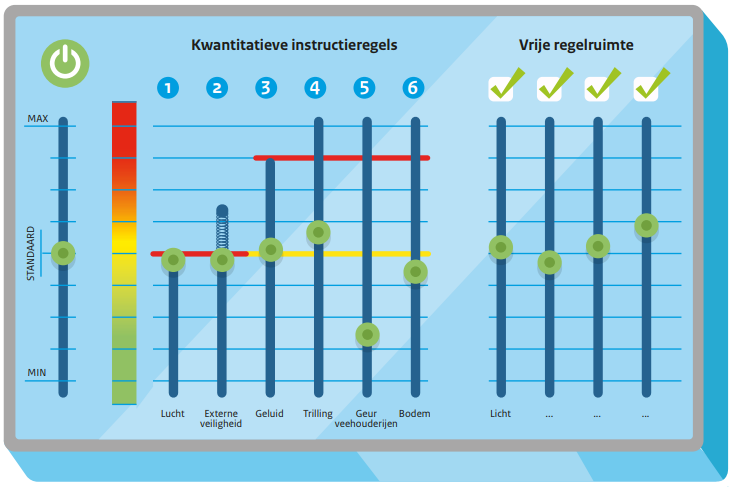 Kwantitatieve instructieregels
Vrije regelruimte
1 2 3 4 5 6
MAX
STANDAARD
MIN
Lucht
Externe
veiligheid
Geluid
Trilling
Geur
veehouderijen
Bodem
Licht
...
...
...